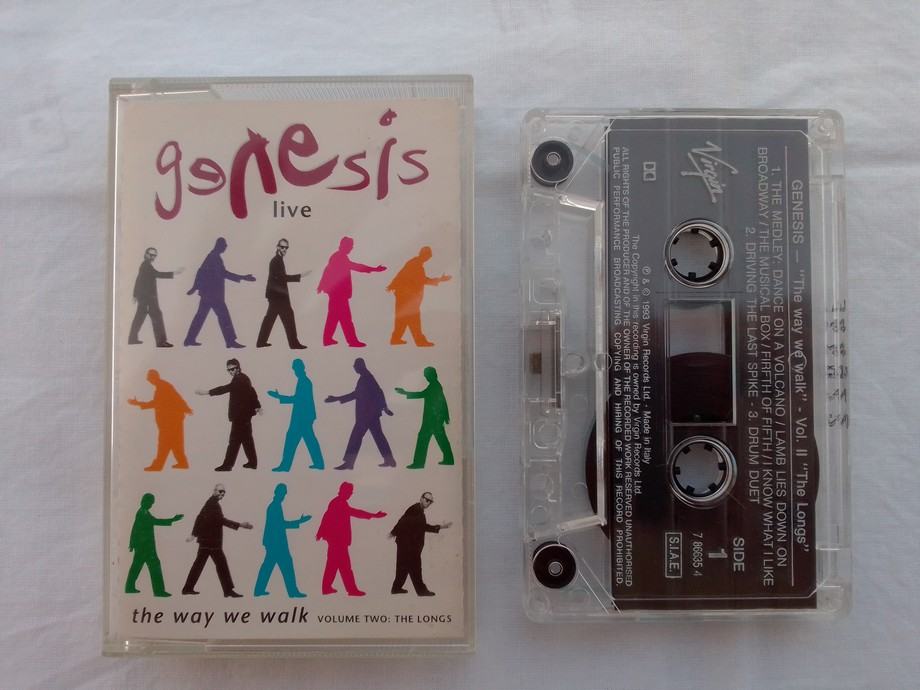 genesis
live
the way we walk VOLUME TWO: THE LONGS
GENESIS — "The way we walk" - Vol. II "The Longs"
1. THE MEDLEY: DANCE ON A VOLCANO / LAMB LIES DOWN ON
BROADWAY / THE MUSICAL BOX / FIRFTH OF FIFTH / I KNOW WHAT I LIKE
2. DRIVING THE LAST SPIKE - 3. DRUM DUET
Virgin
SIDE
1
7 86695 4
S.I.A.E.
℗ & © 1993 Virgin Records Ltd. - Made in Italy
The Copyright in this recording is owned by Virgin Records Ltd.
ALL RIGHTS OF THE PRODUCER AND OF THE OWNER OF THE RECORDED WORK RESERVED UNAUTHORISED
PUBLIC PERFORMANCE BROADCASTING COPYING AND HIRING OF THIS RECORD PROHIBITED.